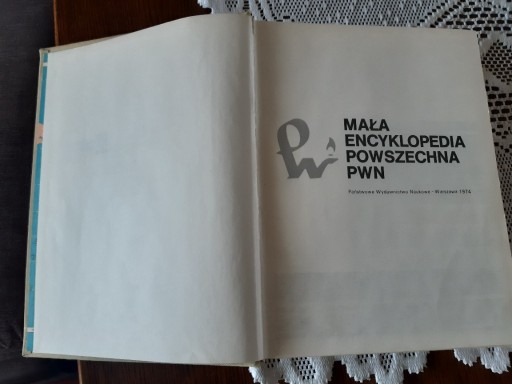 MAŁA
ENCYKLOPEDIA
POWSZECHNA
PWN
Państwowe Wydawnictwo Naukowe - Warszawa 1974